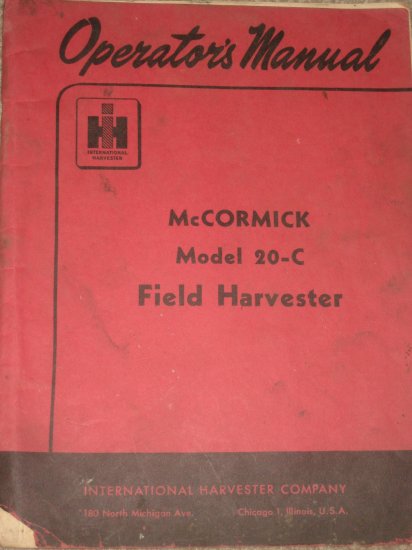 Operator's Manual
IH
INTERNATIONAL
HARVESTER
McCORMICK
Model 20-C
Field Harvester
INTERNATIONAL HARVESTER COMPANY
180 North Michigan Ave. Chicago 1, Illinois, U.S.A.